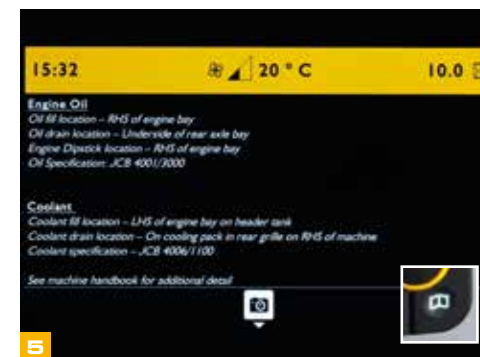 15:32
20 ° C
10.0
Engine Oil
Oil fill location – RHS of engine bay
Oil drain location – Underside of rear axle bay
Engine Dipstick location – RHS of engine bay
Oil Specification: JCB 4001/3000
Coolant
Coolant fill location – LHS of engine bay on header tank
Coolant drain location – On cooling pack in rear grille on RHS of machine
Coolant specification – JCB 4006/1100
See machine handbook for additional detail
5